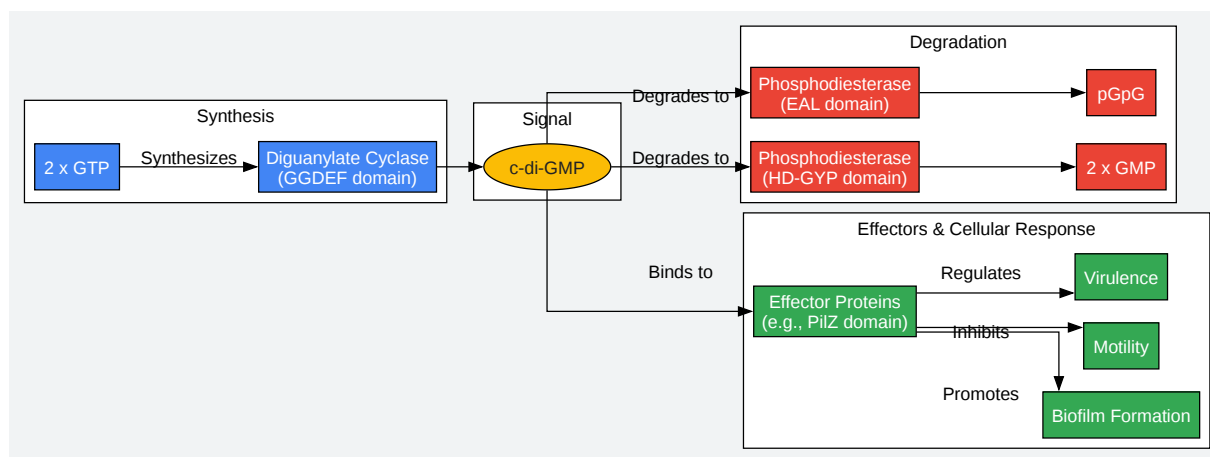 Synthesis
2 x GTP
Synthesizes
Diguanylate Cyclase
(GGDEF domain)
Signal
c-di-GMP
Degradation
Degrades to
Phosphodiesterase
(EAL domain)
pGpG
Degrades to
Phosphodiesterase
(HD-GYP domain)
2 x GMP
Effectors & Cellular Response
Binds to
Effector Proteins
(e.g., PilZ domain)
Regulates
Virulence
Inhibits
Motility
Promotes
Biofilm Formation